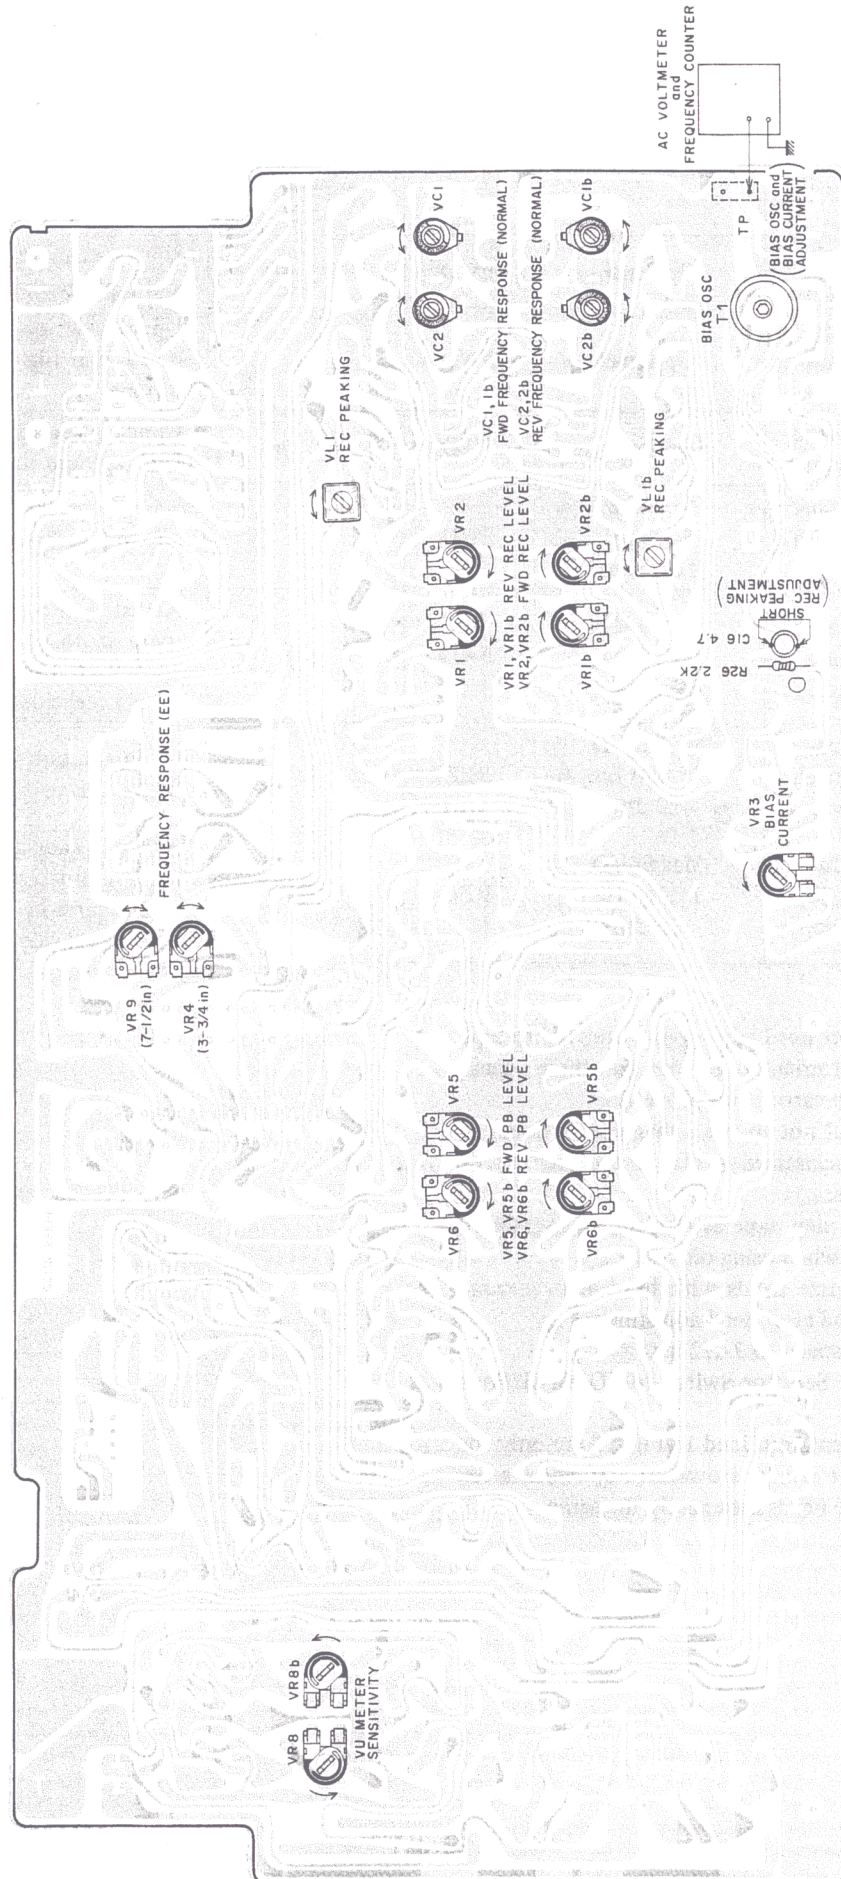 AC VOLTMETER
and
FREQUENCY COUNTER
TP
(BIAS OSC and
BIAS CURRENT
ADJUSTMENT)
BIAS OSC
T1
VC1
VC2
VC1b
VC2b
VC1, 1b
FWD FREQUENCY RESPONSE (NORMAL)
VC2, 2b
REV FREQUENCY RESPONSE (NORMAL)
VL1
REC PEAKING
VL1b
REC PEAKING
VR2
VR1
VR2b
VR1b
VR1, VR1b REV REC LEVEL
VR2, VR2b FWD REC LEVEL
SHORT
(REC PEAKING
ADJUSTMENT)
C16 4.7
R26 2.2K
VR3
BIAS
CURRENT
FREQUENCY RESPONSE (EE)
VR9
(7-1/2in)
VR4
(3-3/4in)
VR5
VR6
VR5b
VR6b
VR5, VR5b FWD PB LEVEL
VR6, VR6b REV PB LEVEL
VR8b
VR8
VU METER
SENSITIVITY